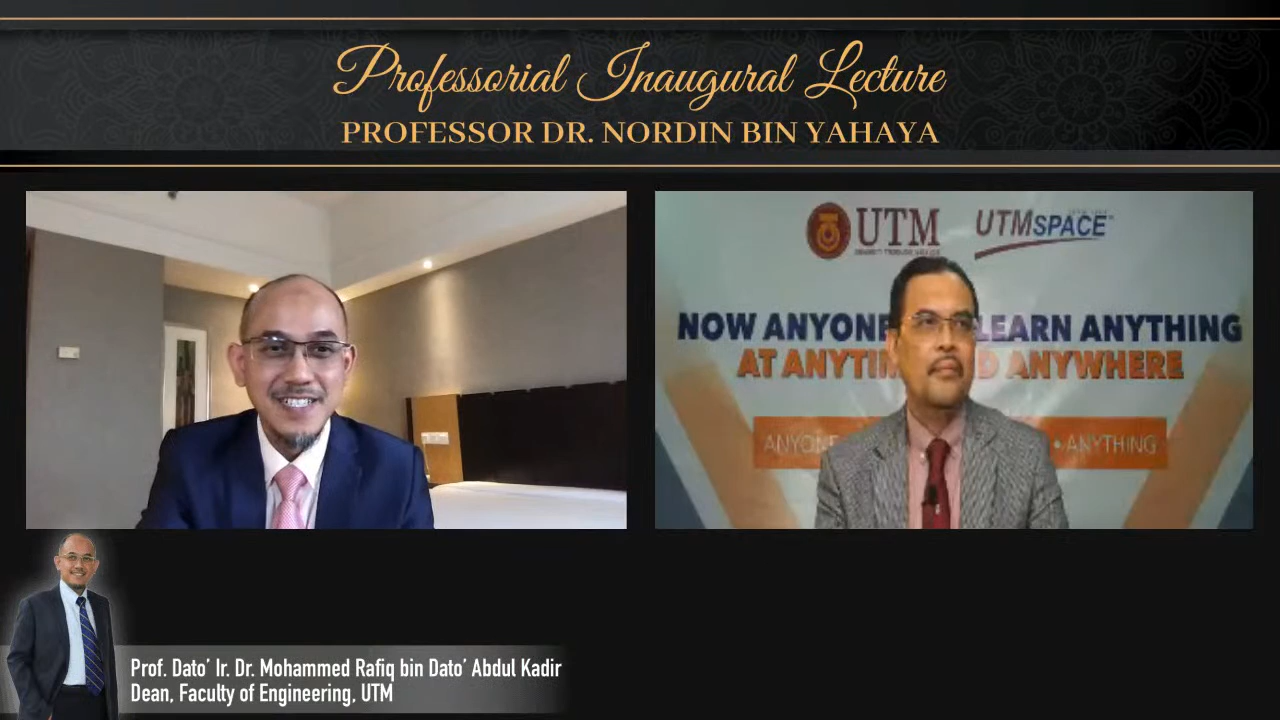 Professorial Inaugural Lecture
PROFESSOR DR. NORDIN BIN YAHAYA
UTM
UTMSPACE
NOW ANYONE LEARN ANYTHING
AT ANYTIM D ANYWHERE
ANYONE • ANYTHING
Prof. Dato' Ir. Dr. Mohammed Rafiq bin Dato' Abdul Kadir
Dean, Faculty of Engineering, UTM